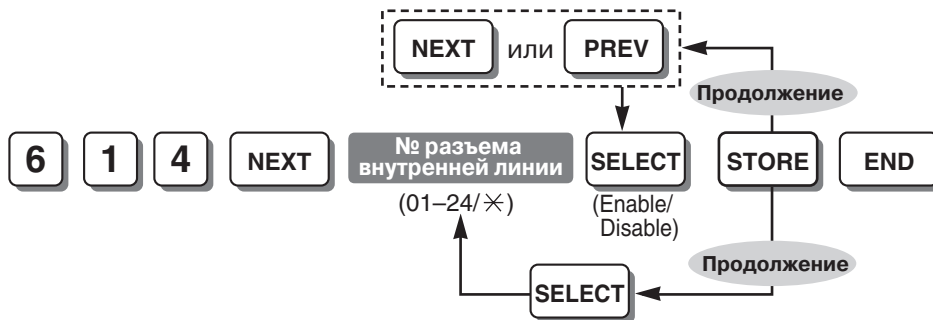 NEXT или PREV
Продолжение
6 1 4 NEXT № разъема внутренней линии SELECT STORE END
(01–24/✳)
(Enable/
Disable)
Продолжение
SELECT